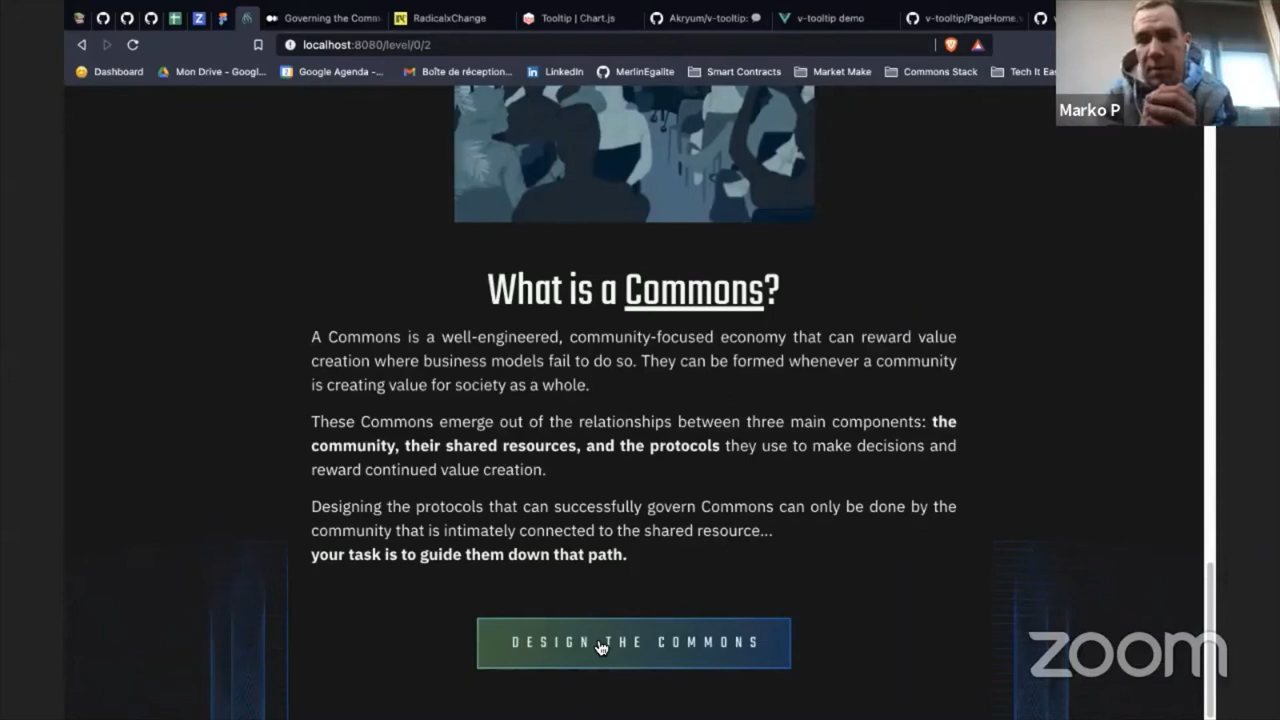 Governing the Comm
RadicalxChange
Tooltip | Chart.js
Akryum/v-tooltip:
v-tooltip demo
v-tooltip/PageHome.
localhost:8080/level/0/2
Dashboard
Mon Drive - Googl...
Google Agenda -...
Boîte de réception...
LinkedIn
MerlinEgalite
Smart Contracts
Market Make
Commons Stack
Tech It Eas
Marko P
What is a Commons?
A Commons is a well-engineered, community-focused economy that can reward value
creation where business models fail to do so. They can be formed whenever a community
is creating value for society as a whole.
These Commons emerge out of the relationships between three main components: the
community, their shared resources, and the protocols they use to make decisions and
reward continued value creation.
Designing the protocols that can successfully govern Commons can only be done by the
community that is intimately connected to the shared resource...
your task is to guide them down that path.
DESIGN THE COMMONS
zoom